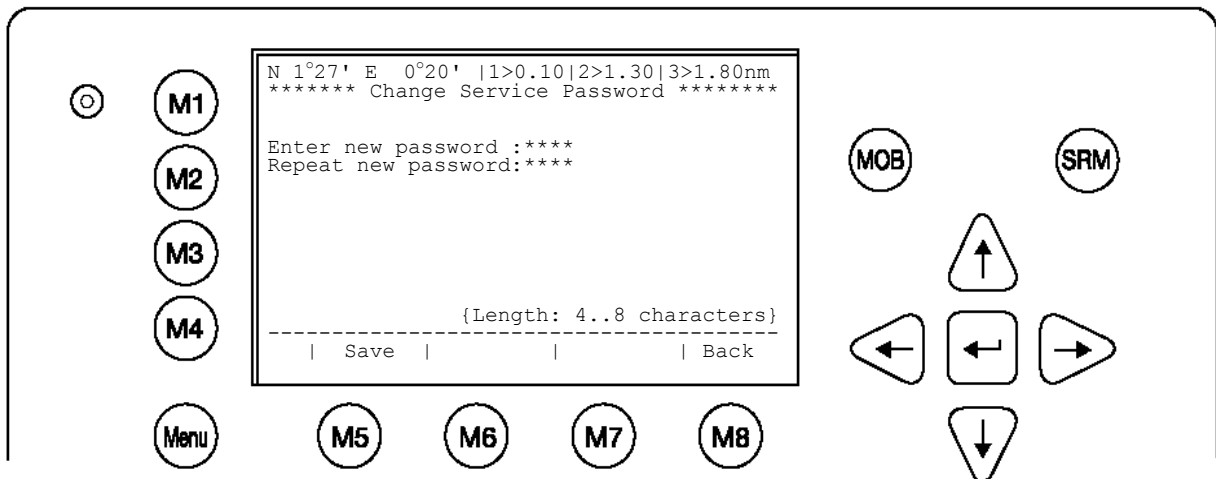 N 1°27' E  0°20' |1>0.10|2>1.30|3>1.80nm
******* Change Service Password ********
Enter new password :****
Repeat new password:****
{Length: 4..8 characters}
----------------------------------------
| Save | | | Back
M1
M2
M3
M4
Menu
M5
M6
M7
M8
MOB
SRM